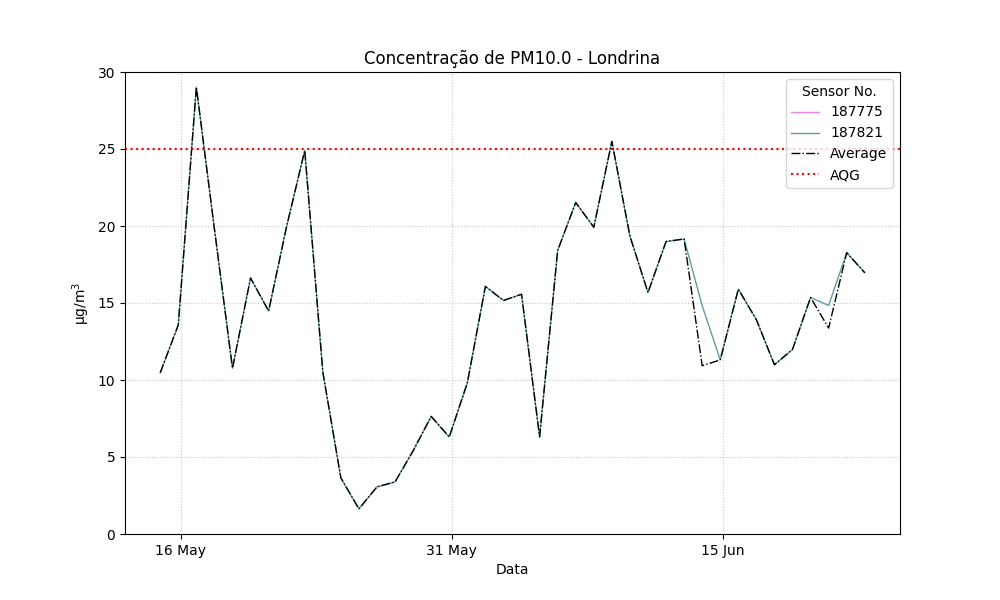 Concentração de PM10.0 - Londrina
30
25
20
15
10
5
0
µg/m³
16 May
31 May
15 Jun
Data
Sensor No.
187775
187821
Average
AQG